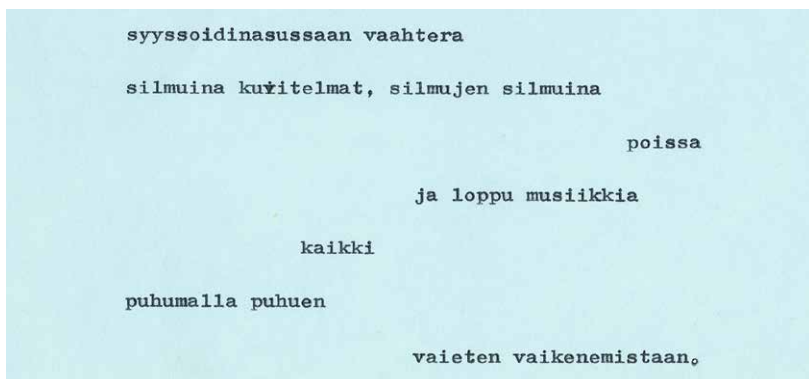 syyssoidinasussaan vaahtera
silmuina kuvitelmat, silmujen silmuina
poissa
ja loppu musiikkia
kaikki
puhumalla puhuen
vaieten vaikenemistaan.